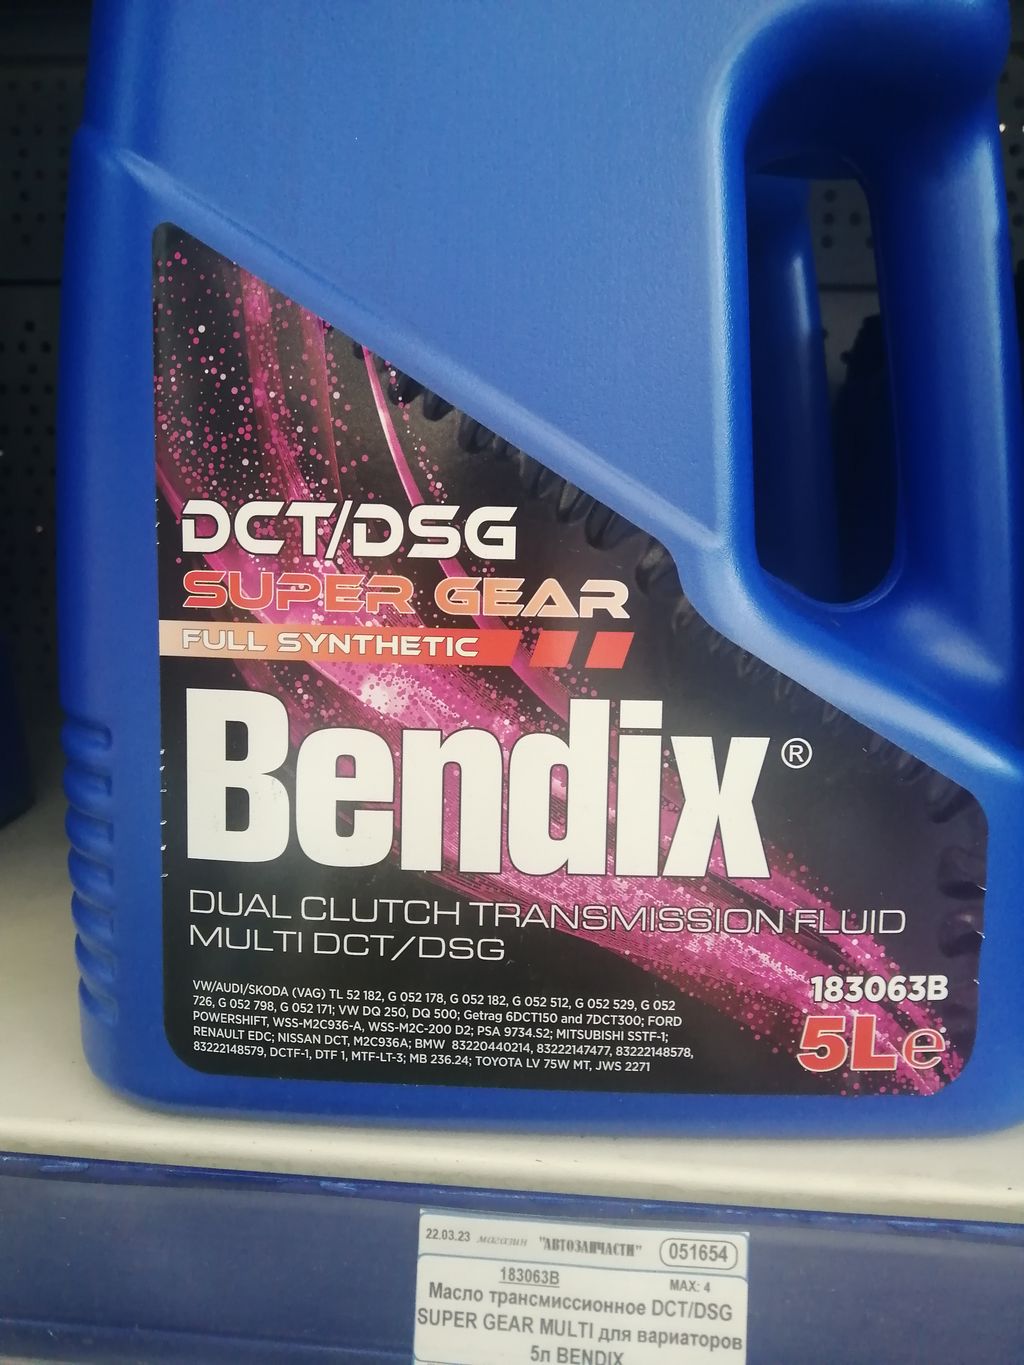 DCT/DSG
SUPER GEAR
FULL SYNTHETIC
Bendix®
DUAL CLUTCH TRANSMISSION FLUID
MULTI DCT/DSG
VW/AUDI/SKODA (VAG) TL 52 182, G 052 178, G 052 182, G 052 512, G 052 529, G 052
726, G 052 798, G 052 171; VW DQ 250, DQ 500; Getrag 6DCT150 and 7DCT300; FORD
POWERSHIFT, WSS-M2C936-A, WSS-M2C-200 D2; PSA 9734.S2; MITSUBISHI SSTF-1;
RENAULT EDC; NISSAN DCT, M2C936A; BMW 83220440214, 83222147477, 83222148578,
83222148579, DCTF-1, DTF 1, MTF-LT-3; MB 236.24; TOYOTA LV 75W MT, JWS 2271
183063B
5L e
22.03.23 магазин "АВТОЗАПЧАСТИ" 051654
183063B MAX: 4
Масло трансмиссионное DCT/DSG
SUPER GEAR MULTI для вариаторов
5л BENDIX